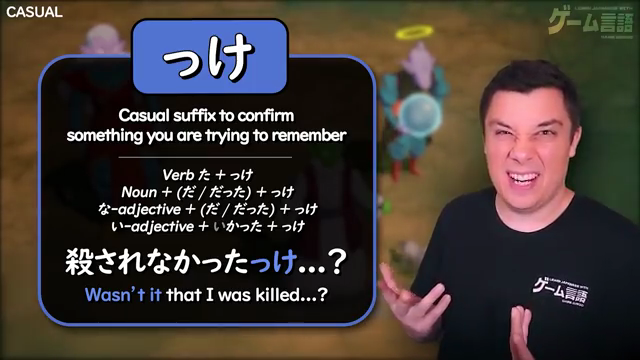 CASUAL
LEARN JAPANESE WITH
ゲーム言語
っけ
Casual suffix to confirm
something you are trying to remember
Verb た + っけ
Noun + (だ / だった) + っけ
な-adjective + (だ / だった) + っけ
い-adjective + いかった + っけ
殺されなかったっけ...?
Wasn't it that I was killed...?
ゲーム言語